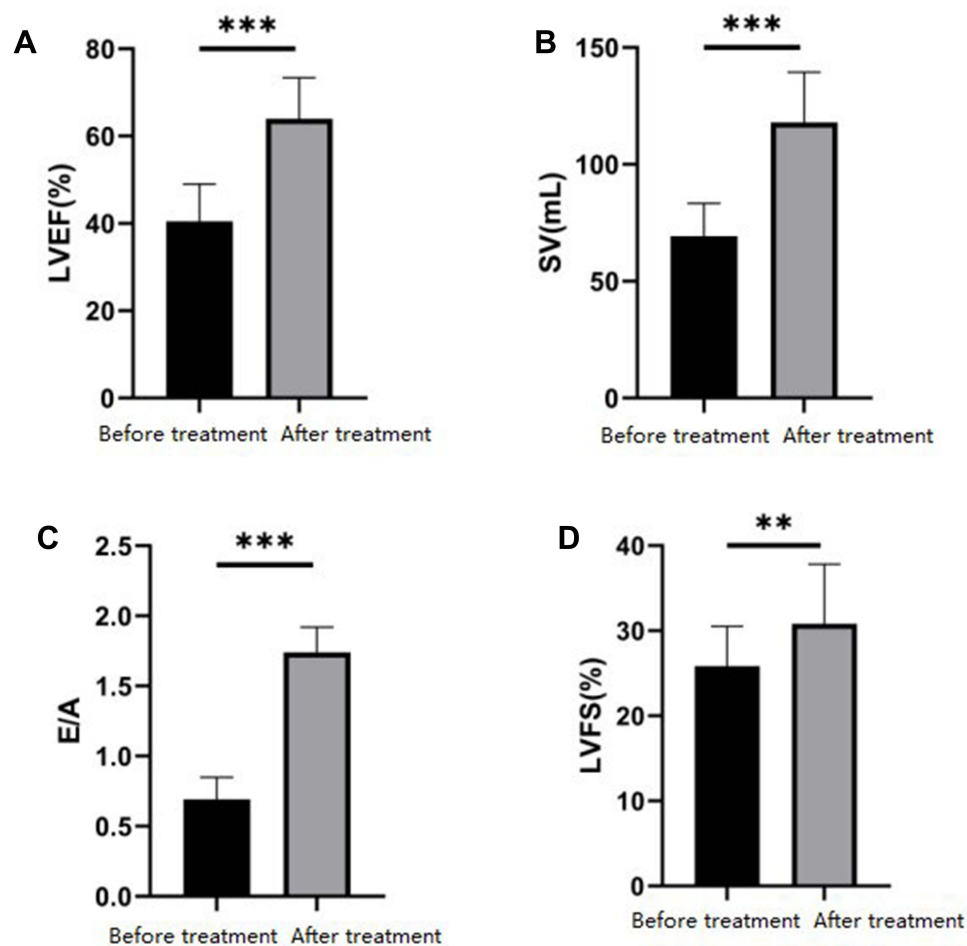 A
***
80
60
40
20
0
LVEF(%)
Before treatment After treatment
B
***
150
100
50
0
SV(mL)
Before treatment After treatment
C
***
2.5
2.0
1.5
1.0
0.5
0.0
E/A
Before treatment After treatment
D
**
40
30
20
10
0
LVFS(%)
Before treatment After treatment